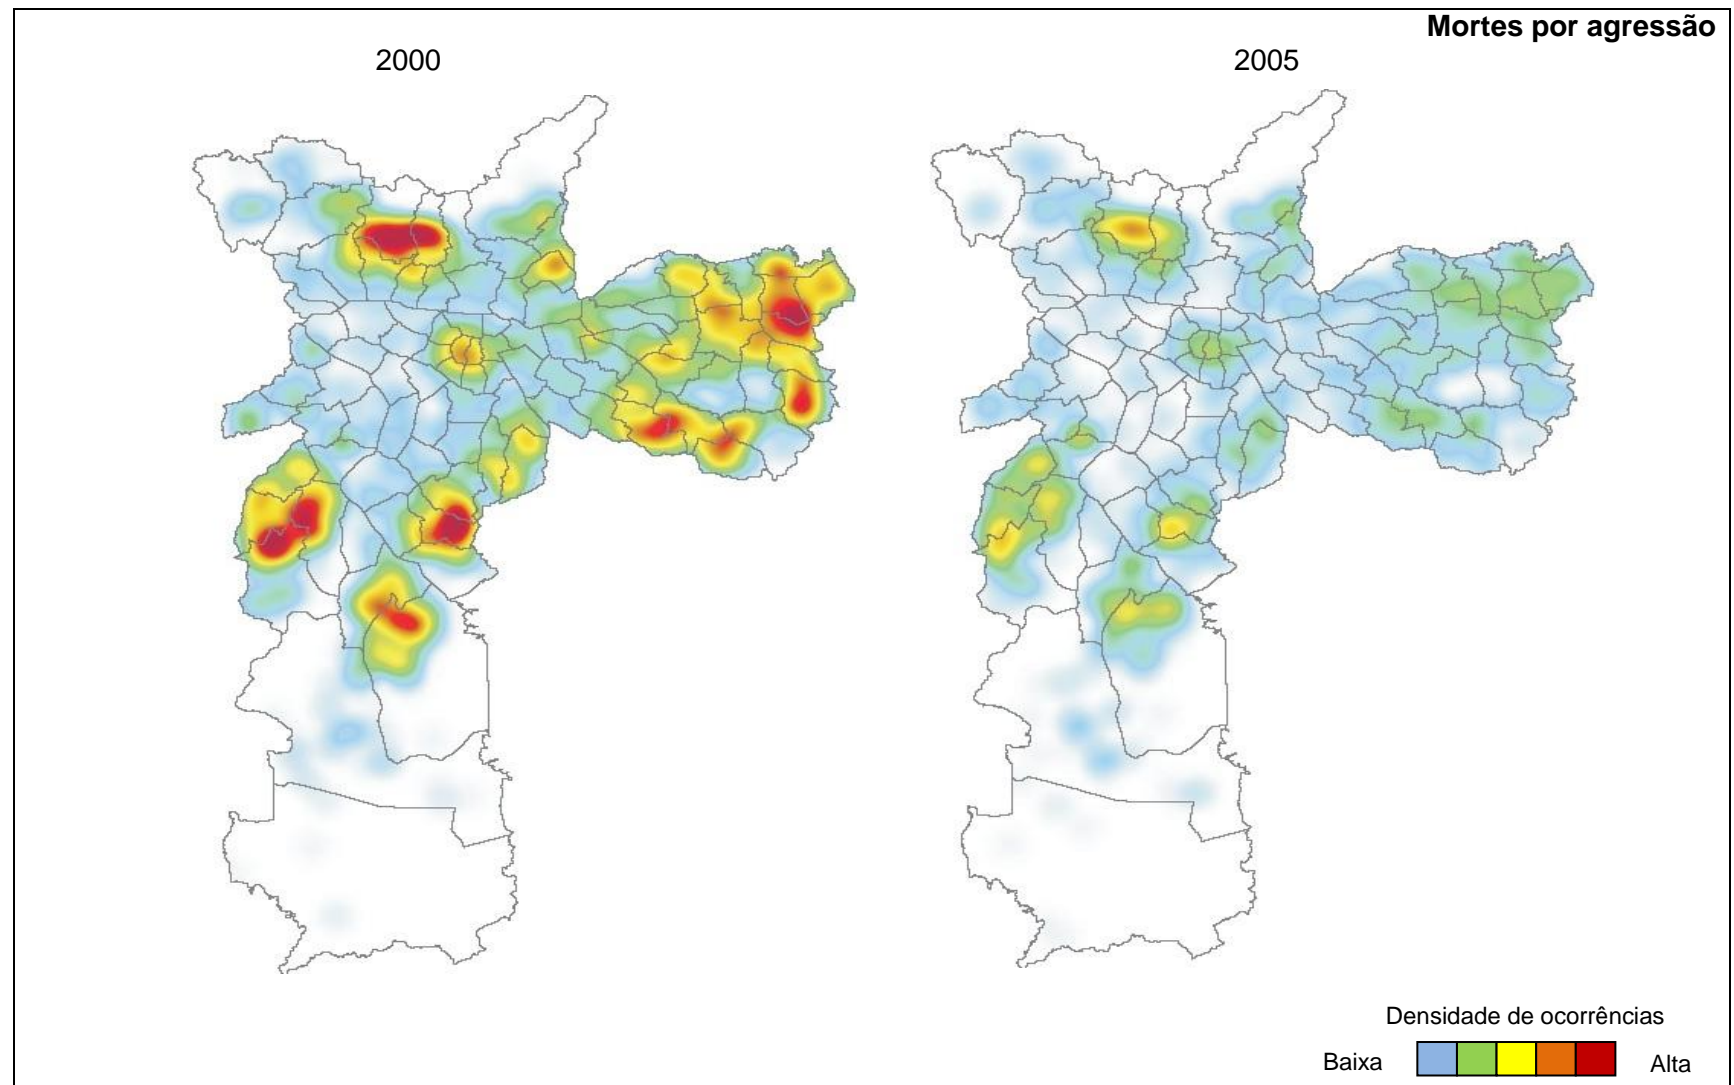 Mortes por agressão
2000
2005
Densidade de ocorrências
Baixa
Alta